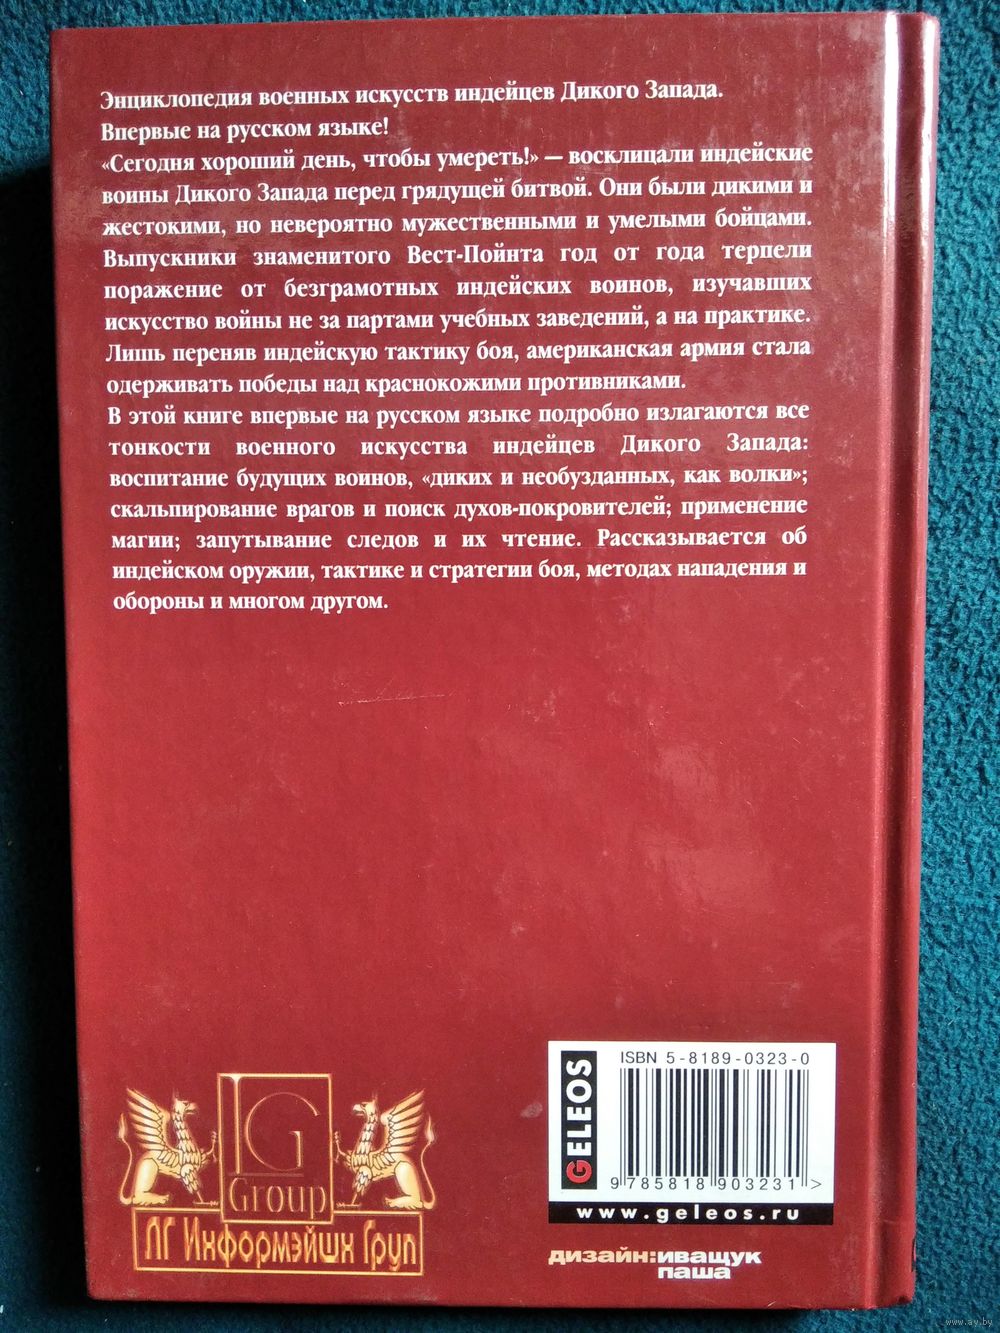 Энциклопедия военных искусств индейцев Дикого Запада.
Впервые на русском языке!
«Сегодня хороший день, чтобы умереть!» — восклицали индейские
воины Дикого Запада перед грядущей битвой. Они были дикими и
жестокими, но невероятно мужественными и умелыми бойцами.
Выпускники знаменитого Вест-Пойнта год от года терпели
поражение от безграмотных индейских воинов, изучавших
искусство войны не за партами учебных заведений, а на практике.
Лишь переняв индейскую тактику боя, американская армия стала
одерживать победы над краснокожими противниками.
В этой книге впервые на русском языке подробно излагаются все
тонкости военного искусства индейцев Дикого Запада:
воспитание будущих воинов, «диких и необузданных, как волки»;
скальпирование врагов и поиск духов-покровителей; применение
магии; запутывание следов и их чтение. Рассказывается об
индейском оружии, тактике и стратегии боя, методах нападения и
обороны и многом другом.
LG
Group
ЛГ Информэйшн Груп
GELEOS
ISBN 5-8189-0323-0
9 785818 903231 >
www.geleos.ru
дизайн:иващук
паша
www.ay.by